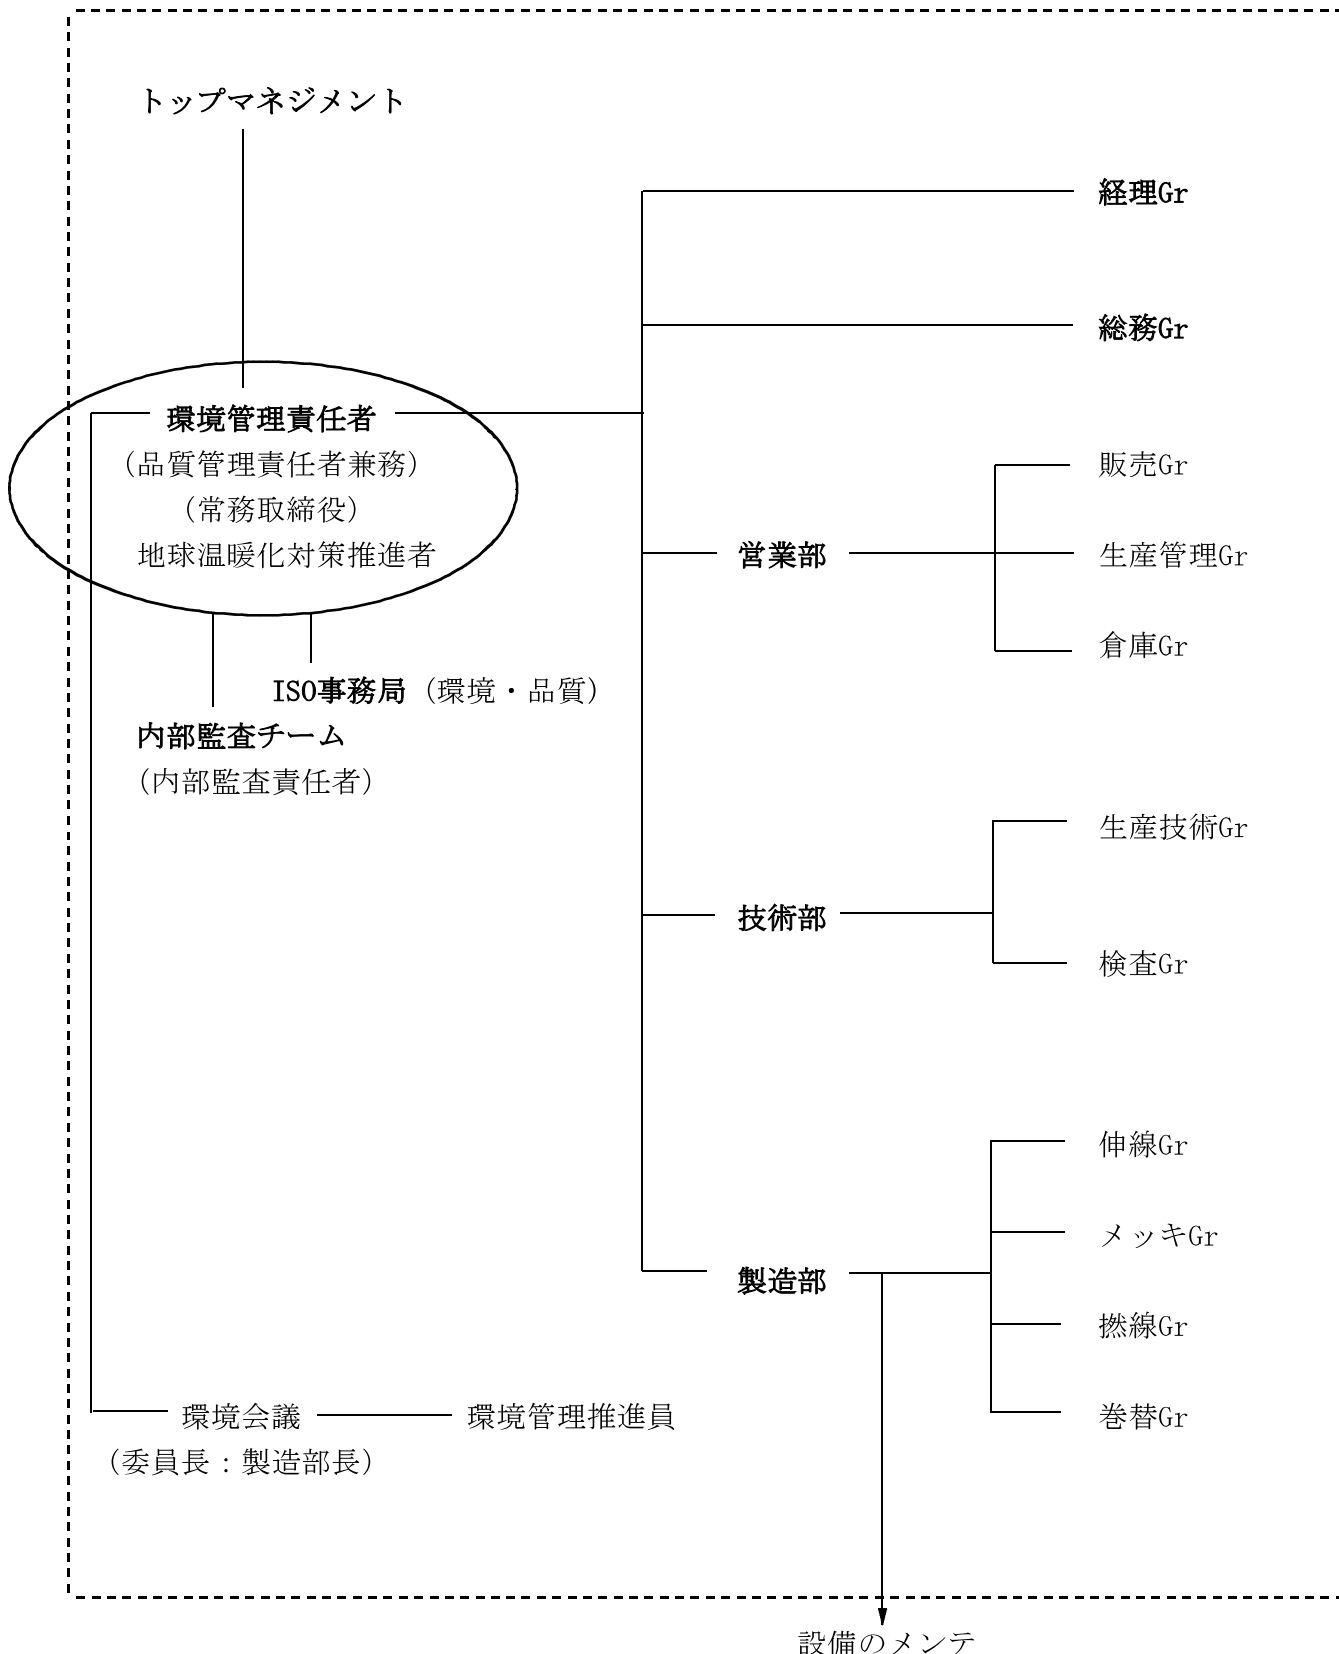 トップマネジメント
経理Gr
総務Gr
環境管理責任者
（品質管理責任者兼務）
（常務取締役）
地球温暖化対策推進者
販売Gr
営業部
生産管理Gr
倉庫Gr
ISO事務局（環境・品質）
内部監査チーム
（内部監査責任者）
生産技術Gr
技術部
検査Gr
伸線Gr
メッキGr
製造部
撚線Gr
巻替Gr
環境会議
環境管理推進員
（委員長：製造部長）
設備のメンテ